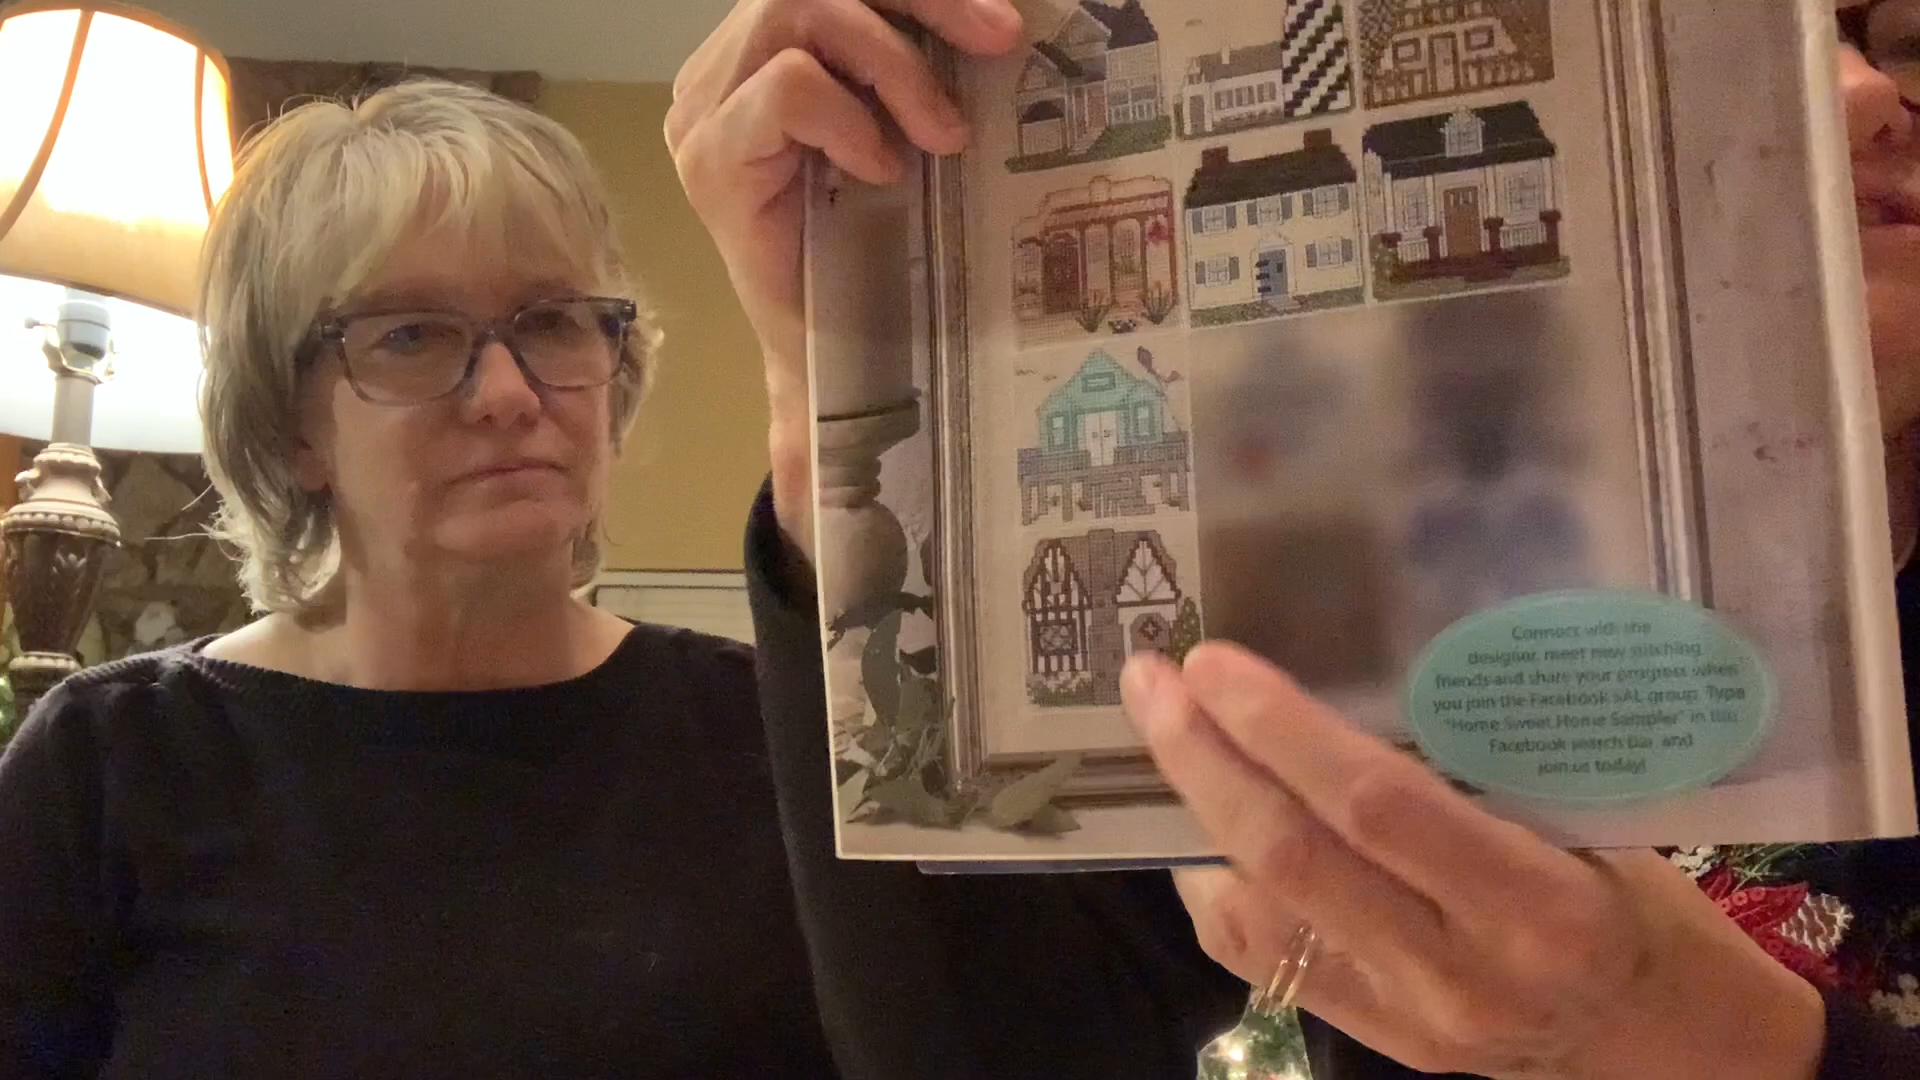 Connect with the
designer, meet new stitching
friends and share your progress when
you join the Facebook SAL group. Type
"Home Sweet Home Sampler" in the
Facebook search bar and
join us today!